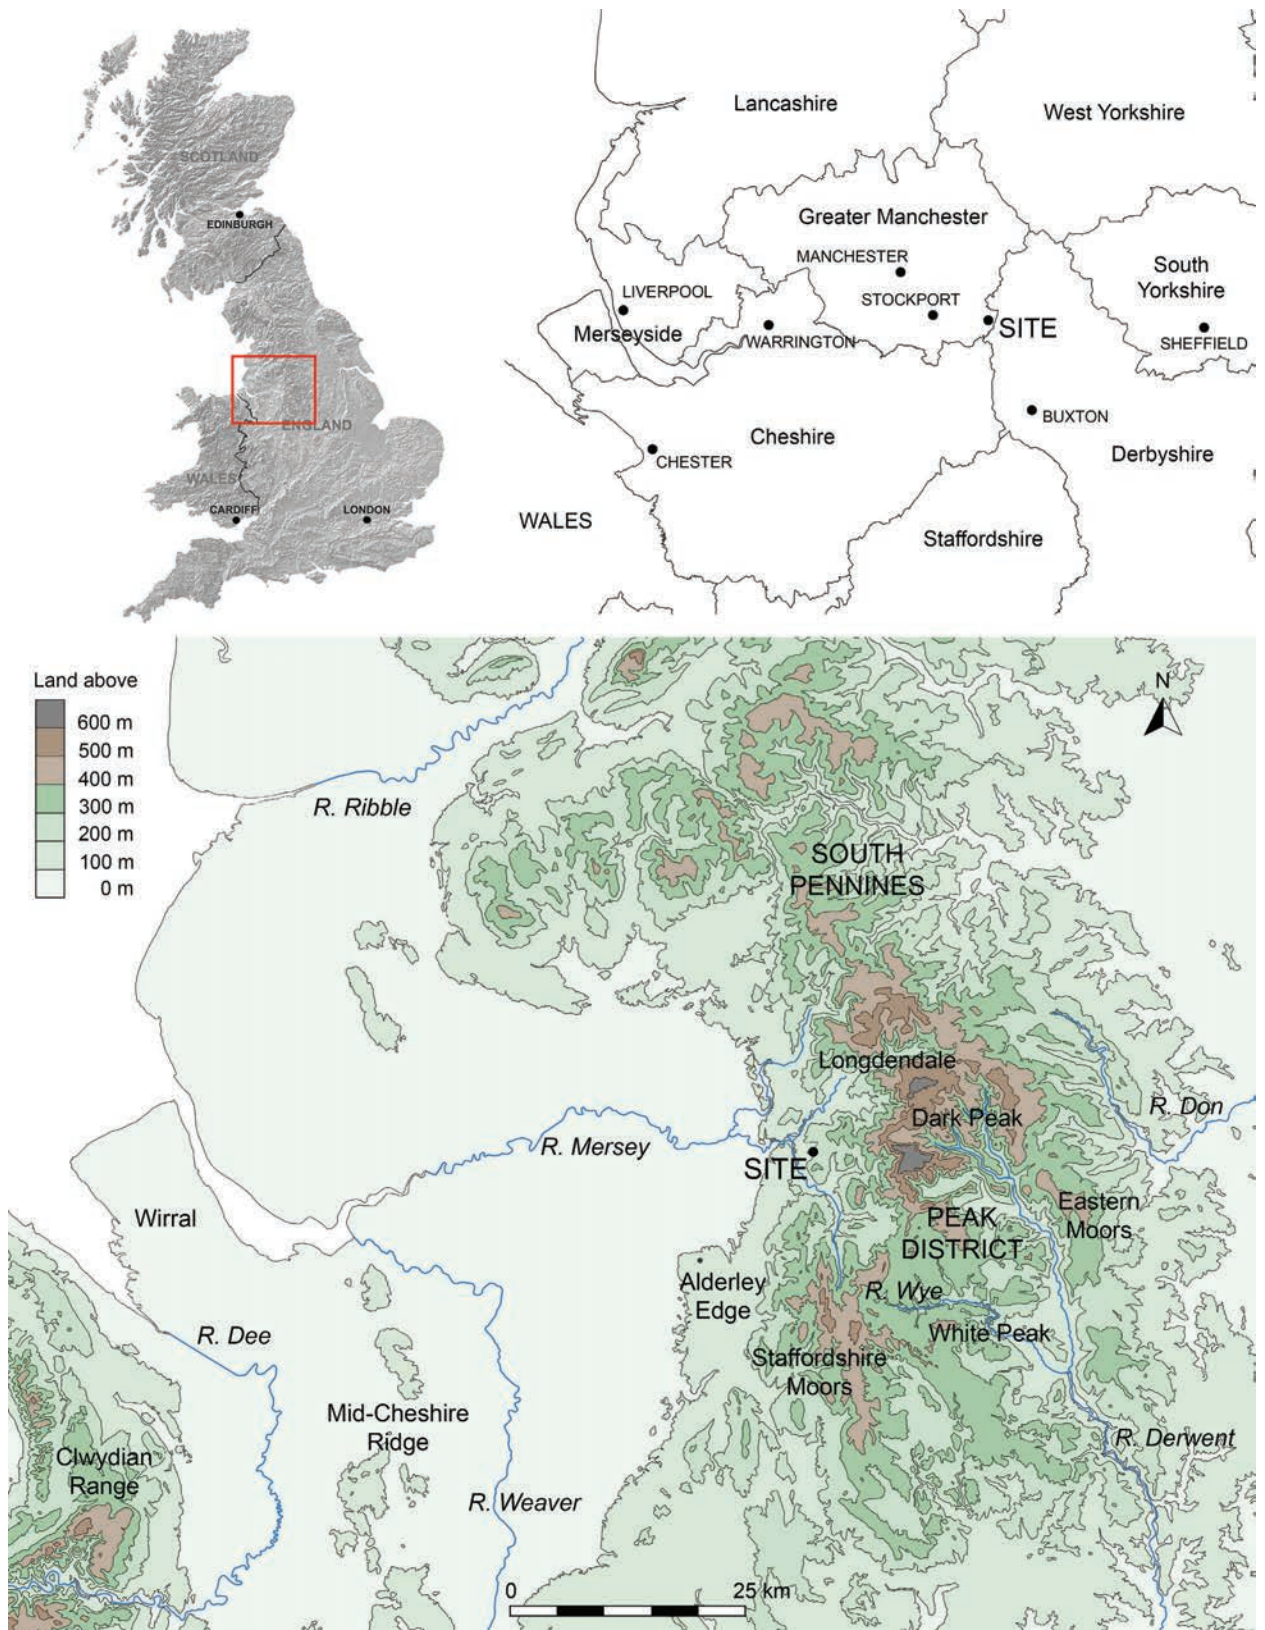 SCOTLAND
EDINBURGH
ENGLAND
WALES
CARDIFF
LONDON
Lancashire
West Yorkshire
Greater Manchester
MANCHESTER
STOCKPORT
South
Yorkshire
LIVERPOOL
Merseyside
WARRINGTON
SITE
SHEFFIELD
BUXTON
Cheshire
CHESTER
Derbyshire
WALES
Staffordshire
Land above
600 m
500 m
400 m
300 m
200 m
100 m
0 m
N
R. Ribble
SOUTH
PENNINES
Longdendale
Dark Peak
R. Don
R. Mersey
SITE
Wirral
Eastern
Moors
PEAK
DISTRICT
Alderley
Edge
R. Wye
R. Dee
White Peak
Staffordshire
Moors
Mid-Cheshire
Ridge
Clwydian
Range
R. Derwent
R. Weaver
0 25 km